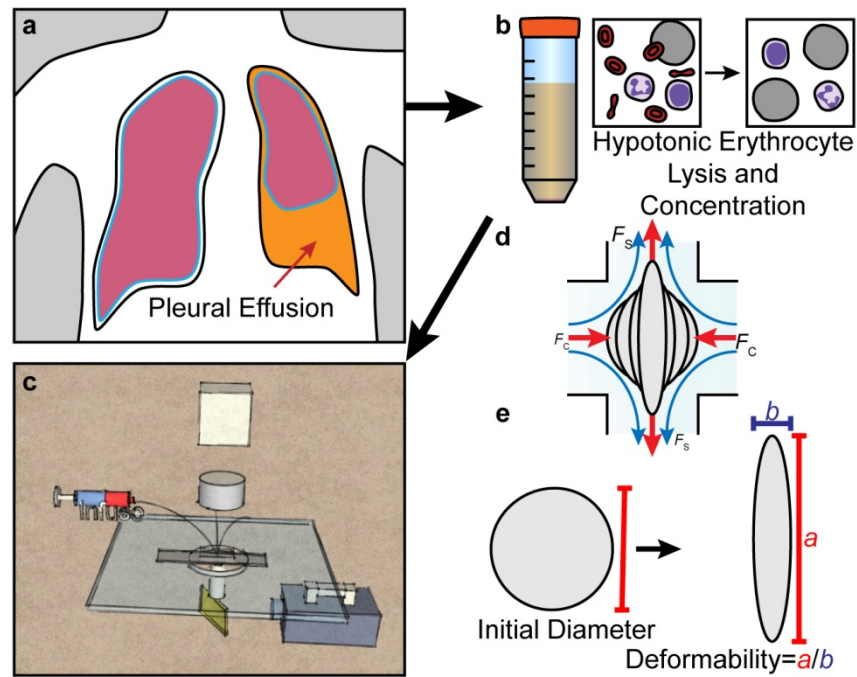 a
Pleural Effusion
b
Hypotonic Erythrocyte
Lysis and
Concentration
c
Infuse
d
Fs
Fc
Fc
Fs
e
Initial Diameter
b
a
Deformability=a/b